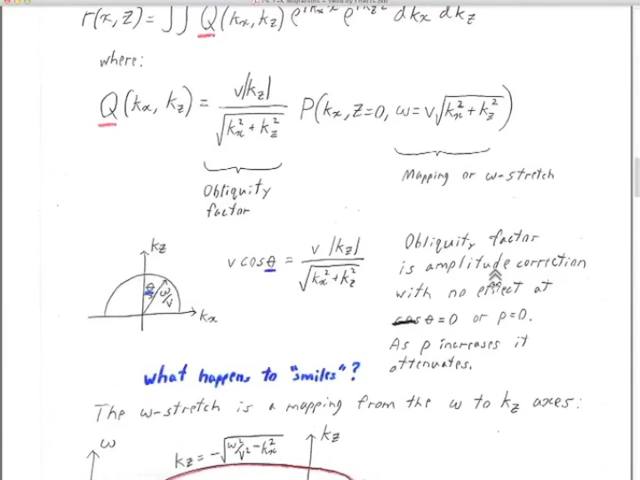 r(x, z) = ∫∫ Q(kx, kz) e^{ikx x} e^{ikz z} dkx dkz
where:
Q(kx, kz) = v|kz| / √(kx² + kz²) P(kx, z=0, ω = v√(kx² + kz²))
Obliquity factor
Mapping or ω-stretch
kz
θ
ω/v
kx
v cosθ = v |kz| / √(kx² + kz²)
Obliquity factor
is amplitude correction
with no effect at
θ=0 or p=0.
As p increases it
attenuates.
what happens to "smiles"?
The ω-stretch is a mapping from the ω to kz axes:
ω
kz = -√(ω²/v² - kx²)
kz